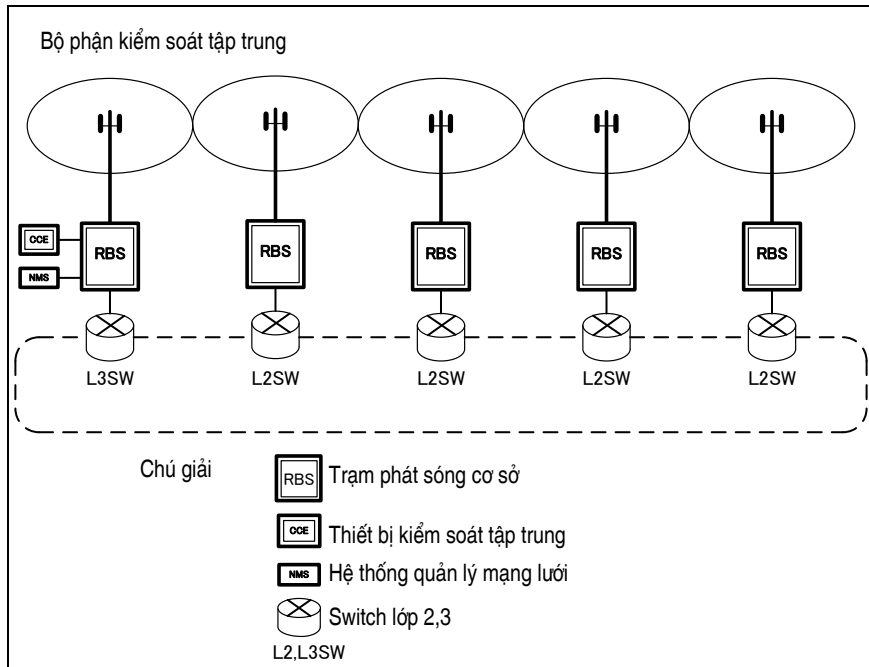 Bộ phận kiểm soát tập trung
CCE
NMS
RBS RBS RBS RBS RBS
L3SW L2SW L2SW L2SW L2SW
Chú giải
RBS Trạm phát sóng cơ sở
CCE Thiết bị kiểm soát tập trung
NMS Hệ thống quản lý mạng lưới
Switch lớp 2,3
L2,L3SW